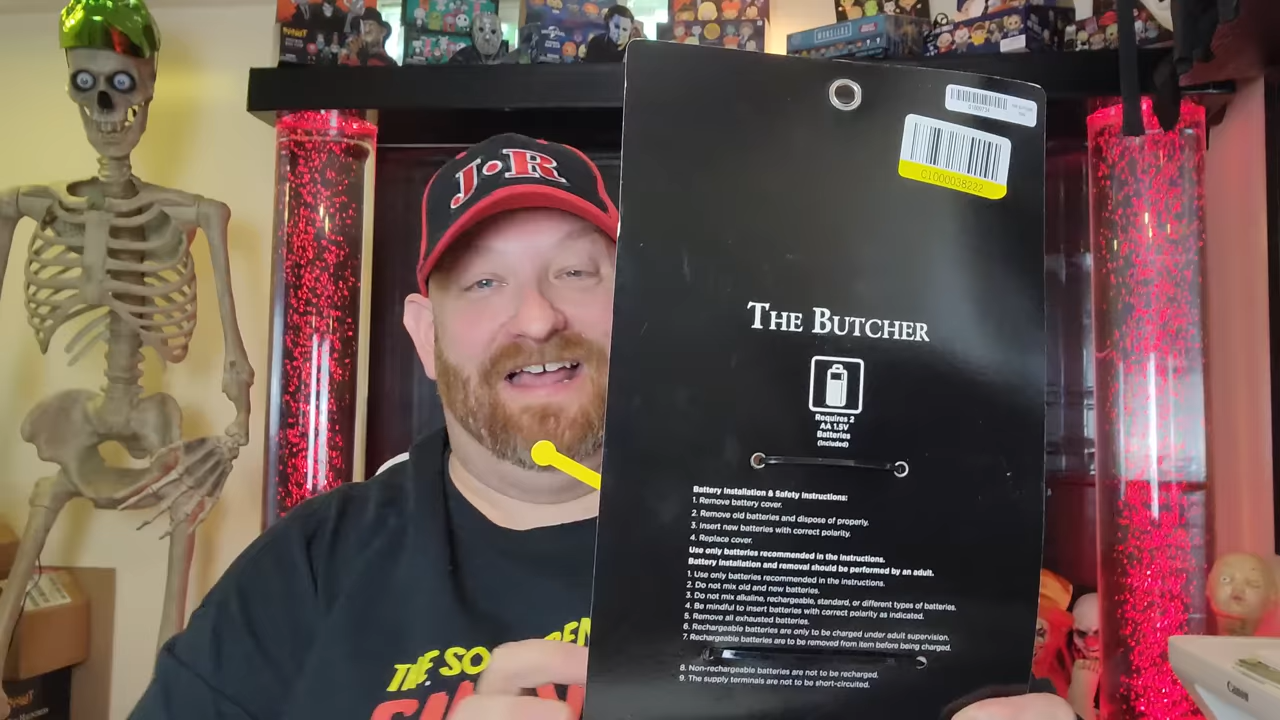 J·R
G1000038222
THE BUTCHER
Requires 2
AA 1.5V
Batteries
(Included)
Battery Installation & Safety Instructions:
1. Remove battery cover.
2. Remove old batteries and dispose of properly.
3. Insert new batteries with correct polarity.
4. Replace cover.
Use only batteries recommended in the instructions.
Battery installation and removal should be performed by an adult.
1. Use only batteries recommended in the instructions.
2. Do not mix old and new batteries.
3. Do not mix alkaline, rechargeable, standard, or different types of batteries.
4. Be mindful to insert batteries with correct polarity as indicated.
5. Remove all exhausted batteries.
6. Rechargeable batteries are only to be charged under adult supervision.
7. Rechargeable batteries are to be removed from item before being charged.
8. Non-rechargeable batteries are not to be recharged.
9. The supply terminals are not to be short-circuited.
THE
Canon